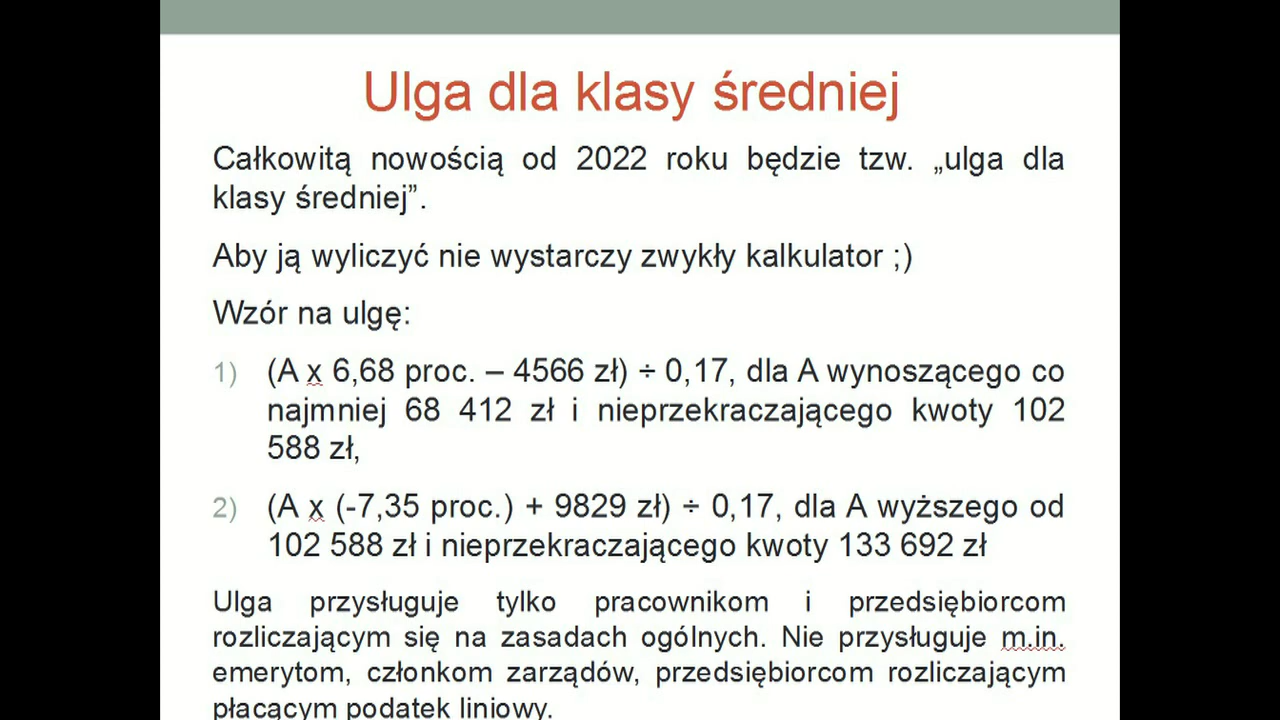 Ulga dla klasy średniej
Całkowitą nowością od 2022 roku będzie tzw. „ulga dla
klasy średniej”.
Aby ją wyliczyć nie wystarczy zwykły kalkulator ;)
Wzór na ulgę:
1) (A x 6,68 proc. – 4566 zł) ÷ 0,17, dla A wynoszącego co
najmniej 68 412 zł i nieprzekraczającego kwoty 102
588 zł,
2) (A x (-7,35 proc.) + 9829 zł) ÷ 0,17, dla A wyższego od
102 588 zł i nieprzekraczającego kwoty 133 692 zł
Ulga przysługuje tylko pracownikom i przedsiębiorcom
rozliczającym się na zasadach ogólnych. Nie przysługuje m.in.
emerytom, członkom zarządów, przedsiębiorcom rozliczającym
płacącym podatek liniowy.